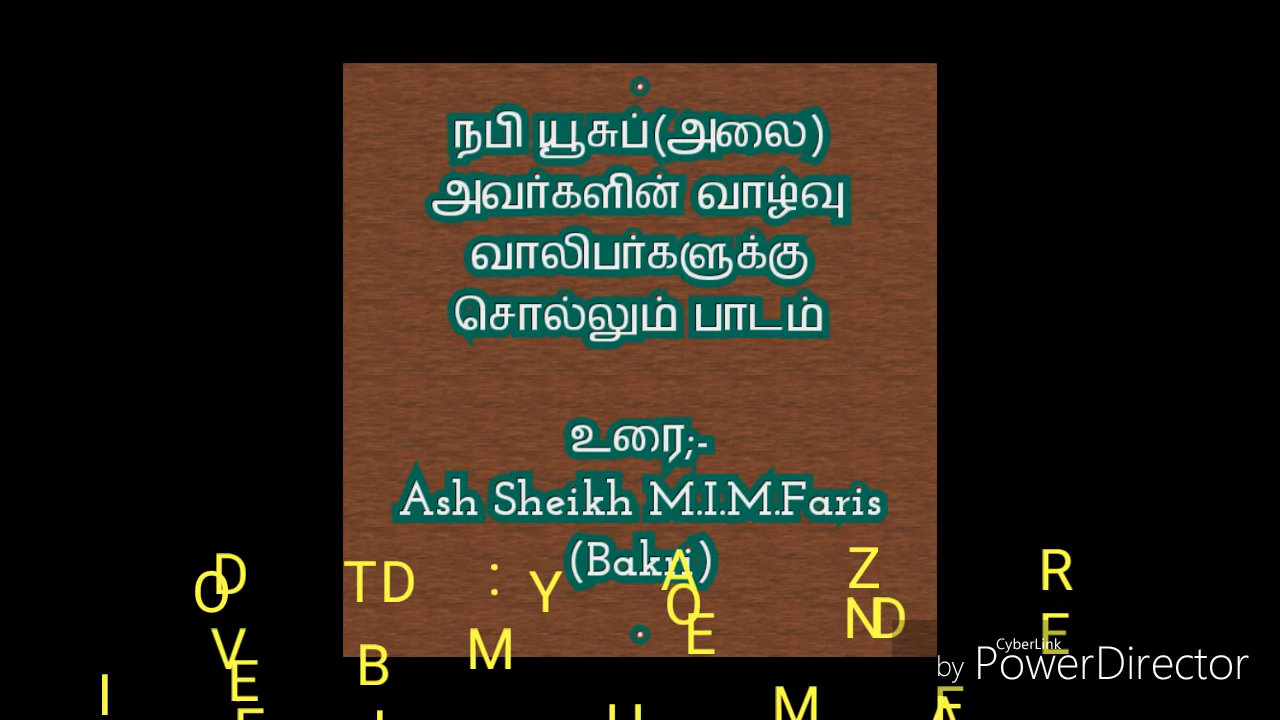 நபி யூசுப்(அலை)
அவர்களின் வாழ்வு
வாலிபர்களுக்கு
சொல்லும் பாடம்
உரை;-
Ash Sheikh M.I.M.Faris
(Bakri)
CyberLink
by PowerDirector